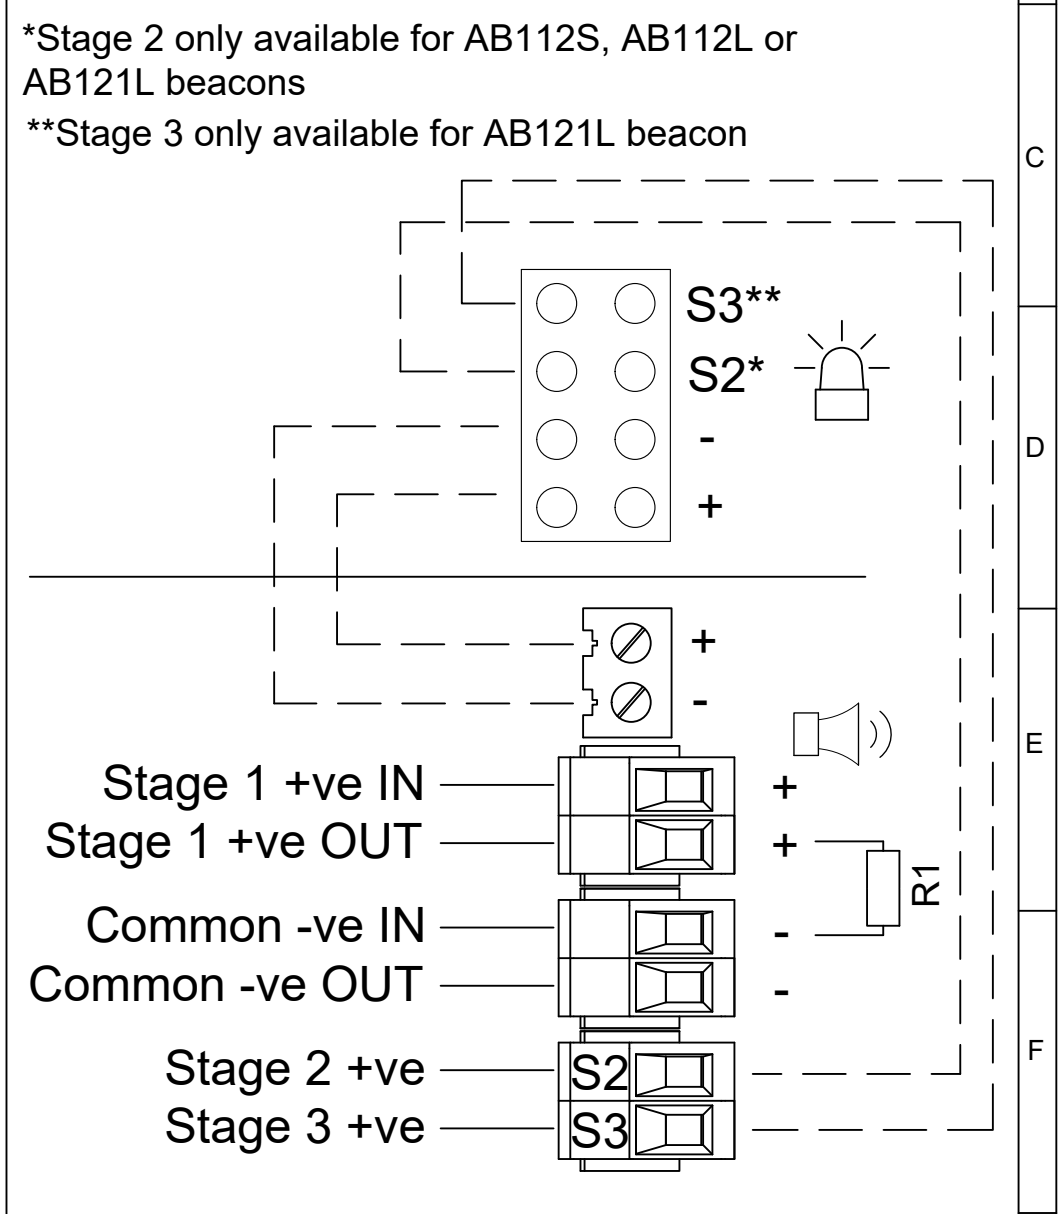 *Stage 2 only available for AB112S, AB112L or
AB121L beacons
**Stage 3 only available for AB121L beacon
C
S3**
S2*
-
D
+
+
-
E
Stage 1 +ve IN
+
Stage 1 +ve OUT
+
R1
Common -ve IN
-
Common -ve OUT
-
F
Stage 2 +ve
S2
Stage 3 +ve
S3